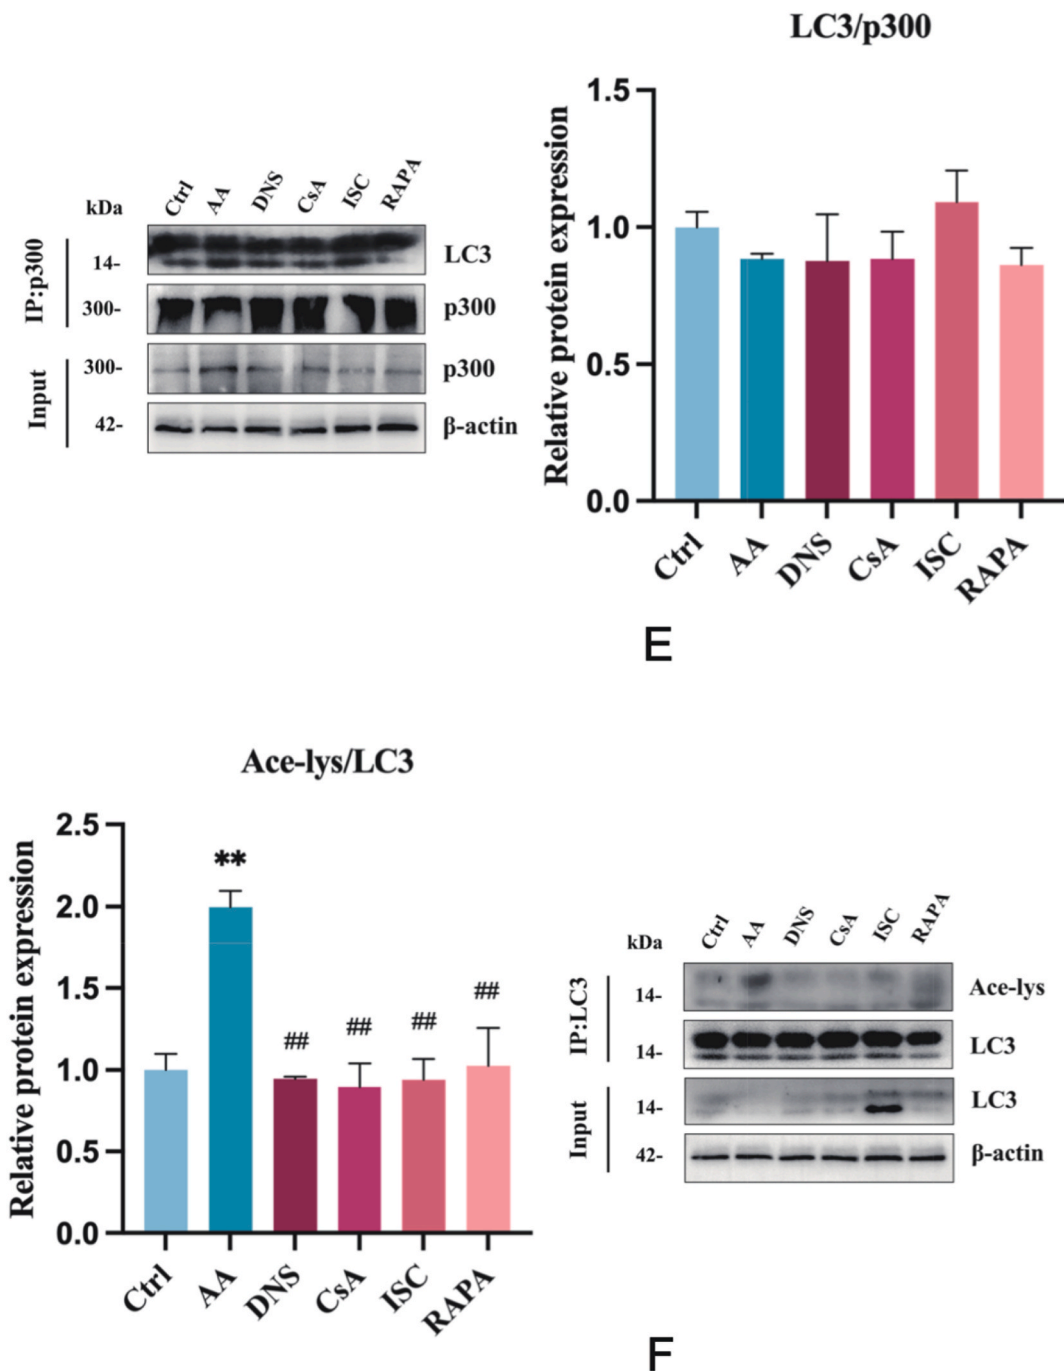 LC3/p300
kDa
Ctrl AA DNS CsA ISC RAPA
IP:p300
14-
LC3
300-
p300
Input
300-
p300
42-
β-actin
Relative protein expression
1.5
1.0
0.5
0.0
Ctrl AA DNS CsA ISC RAPA
E
Ace-lys/LC3
Relative protein expression
2.5
2.0
1.5
1.0
0.5
0.0
**
##
##
##
##
Ctrl AA DNS CsA ISC RAPA
kDa
Ctrl AA DNS CsA ISC RAPA
IP:LC3
14-
Ace-lys
14-
LC3
Input
14-
LC3
42-
β-actin
F